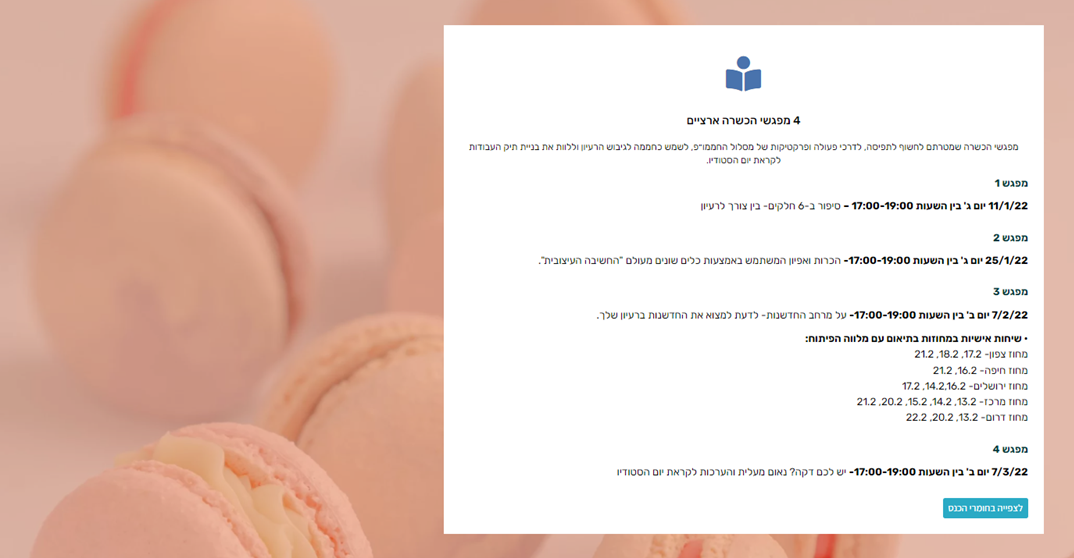 4 מפגשי הכשרה ארציים
מפגשי הכשרה שמטרתם לחשוף לתפיסה, לדרכי פעולה ופרקטיקות של מסלול החממו״פ, לשמש כחממה לגיבוש הרעיון וללוות את בניית תיק העבודות
לקראת יום הסטודיו.
מפגש 1
11/1/22 יום ג' בין השעות 17:00-19:00 – סיפור ב-6 חלקים- בין צורך לרעיון
מפגש 2
25/1/22 יום ג' בין השעות 17:00-19:00- הכרות ואפיון המשתמש באמצעות כלים שונים מעולם "החשיבה העיצובית".
מפגש 3
7/2/22 יום ב' בין השעות 17:00-19:00- על מרחב החדשנות- לדעת למצוא את החדשנות ברעיון שלך.
• שיחות אישיות במחוזות בתיאום עם מלווה הפיתוח:
מחוז צפון- 17.2, 18.2, 21.2
מחוז חיפה- 16.2, 21.2
מחוז ירושלים- 14.2,16.2, 17.2
מחוז מרכז- 13.2, 14.2, 15.2, 20.2, 21.2
מחוז דרום- 13.2, 20.2, 22.2
מפגש 4
7/3/22 יום ב' בין השעות 17:00-19:00- יש לכם דקה? נאום מעלית והערכות לקראת יום הסטודיו
לצפייה בחומרי הכנס